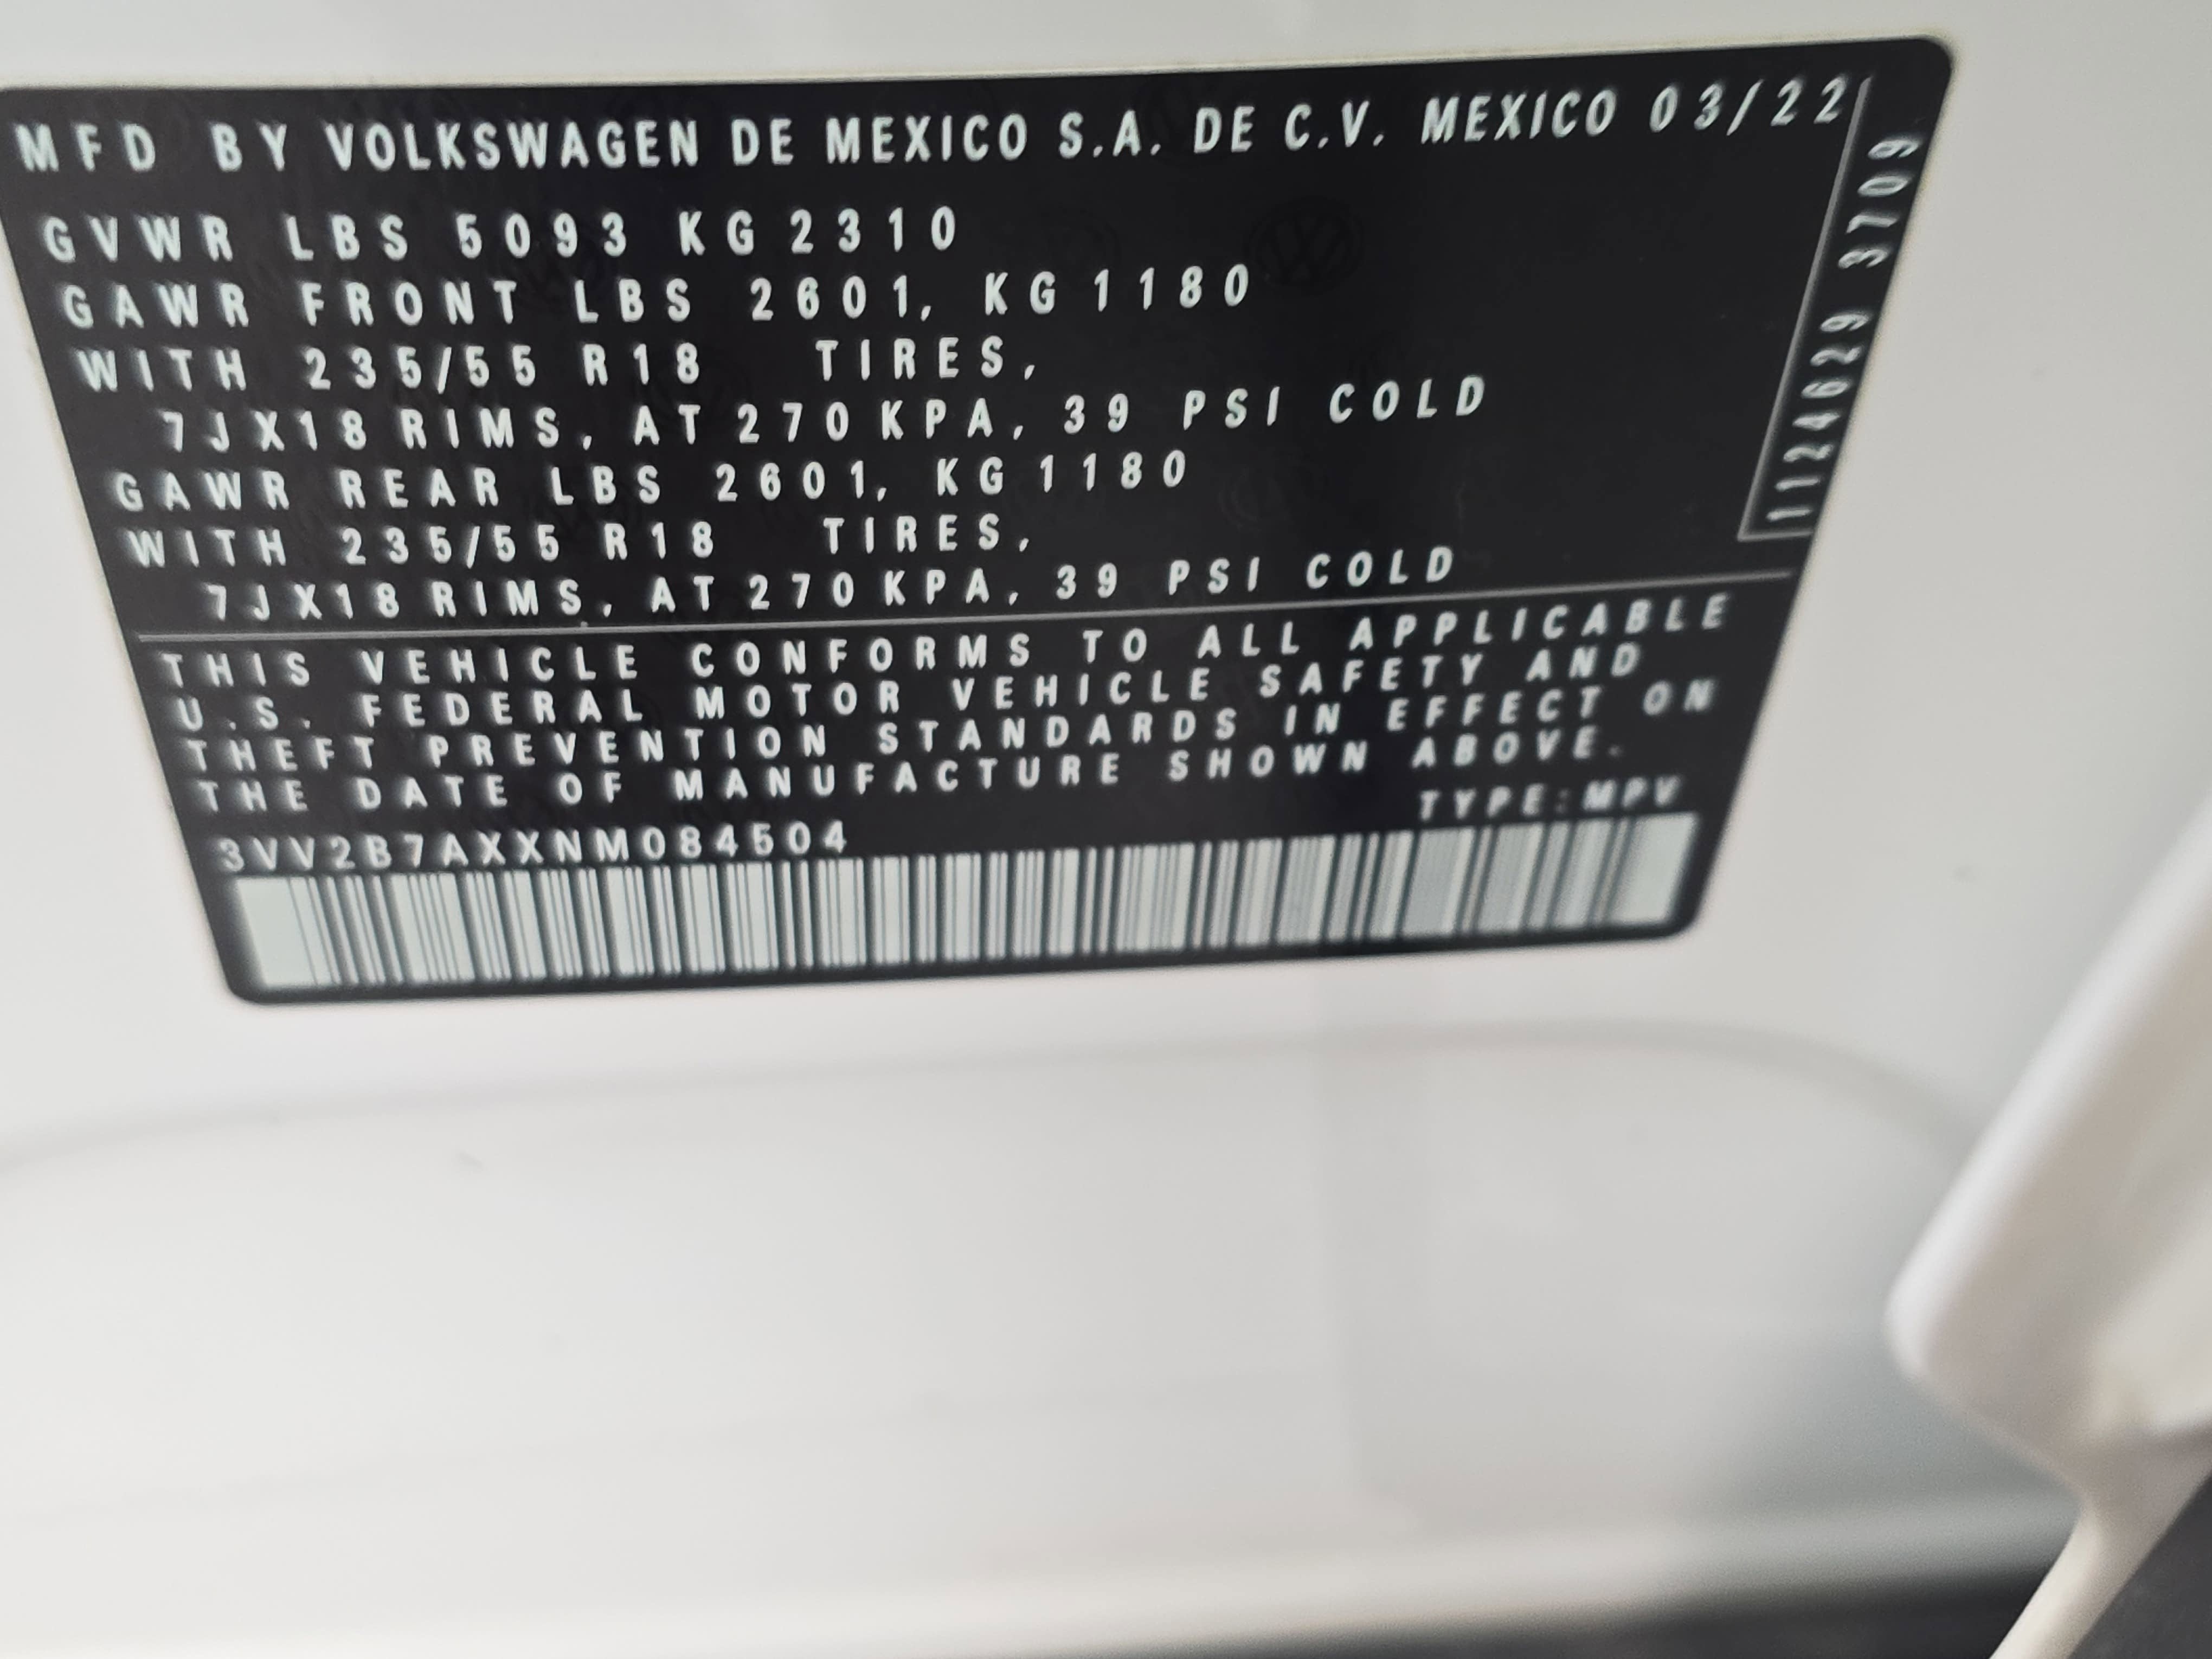 MFD BY VOLKSWAGEN DE MEXICO S.A. DE C.V. MEXICO 03/22
GVWR LBS 5093 KG 2310
GAWR FRONT LBS 2601, KG 1180
WITH 235/55 R18 TIRES,
7JX18 RIMS, AT 270 KPA, 39 PSI COLD
GAWR REAR LBS 2601, KG 1180
WITH 235/55 R18 TIRES,
7JX18 RIMS, AT 270 KPA, 39 PSI COLD
1124629 3709
THIS VEHICLE CONFORMS TO ALL APPLICABLE
U.S. FEDERAL MOTOR VEHICLE SAFETY AND
THEFT PREVENTION STANDARDS IN EFFECT ON
THE DATE OF MANUFACTURE SHOWN ABOVE.
TYPE:MPV
3VV2B7AXXNM084504